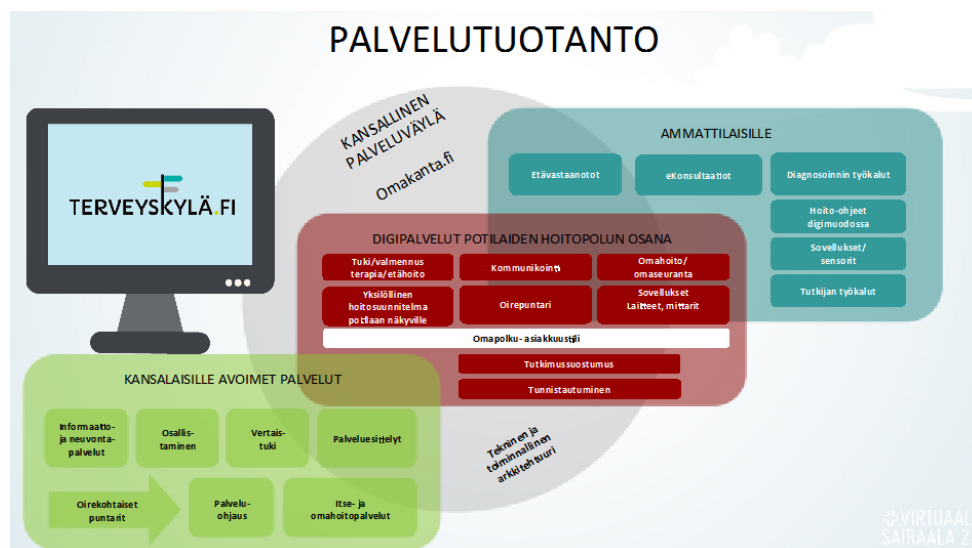 PALVELUTUOTANTO
TERVEYSKYLÄ.FI
KANSALLINEN
PALVELUVÄYLÄ
Omakanta.fi
AMMATTILAISILLE
Etävastaanotot
eKonsultaatiot
Diagnosoinnin työkalut
Hoito-ohjeet
digimuodossa
Sovellukset/
sensorit
Tutkijan työkalut
DIGIPALVELUT POTILAIDEN HOITOPOLUN OSANA
Tuki/valmennus
terapia/etähoito
Kommunikointi
Omahoito/
omaseuranta
Yksilöllinen
hoitosuunnitelma
potilaan näkyville
Oirepuntari
Sovellukset
Laitteet, mittarit
Omapolku- asiakkuustili
Tutkimussuostumus
Tunnistautuminen
KANSALAISILLE AVOIMET PALVELUT
Informaatio-
ja neuvonta-
palvelut
Osallis-
taminen
Vertais-
tuki
Palveluesittelyt
Oirekohtaiset
puntarit
Palvelu-
ohjaus
Itse- ja
omahoitopalvelut
Tekninen ja
toiminnallinen
arkkitehtuuri
VIRTUAAL
SAIRAALA 2